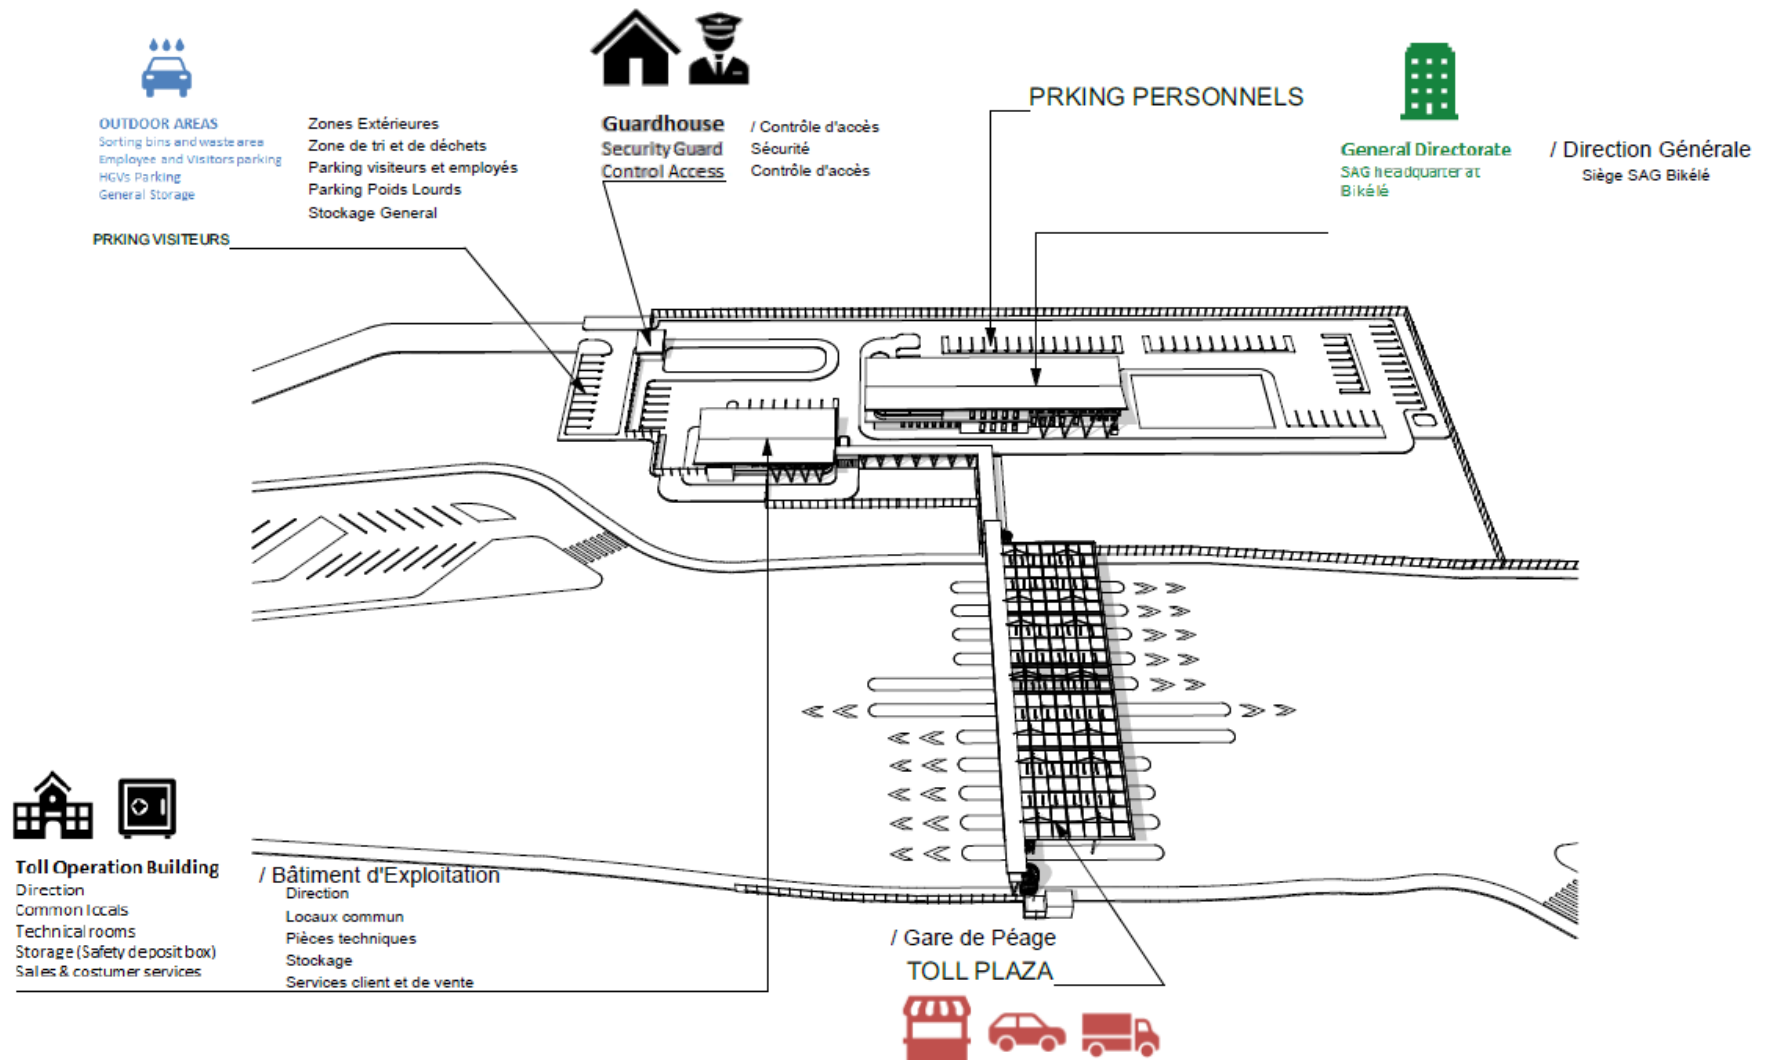 OUTDOOR AREAS
Sorting bins and waste area
Employee and Visitors parking
HGVs Parking
General Storage
Zones Extérieures
Zone de tri et de déchets
Parking visiteurs et employés
Parking Poids Lourds
Stockage General
PRKING VISITEURS
Guardhouse
Security Guard
Control Access
/ Contrôle d'accès
Sécurité
Contrôle d'accès
PRKING PERSONNELS
General Directorate
SAG headquarter at
Bikélé
/ Direction Générale
Siège SAG Bikélé
Toll Operation Building
Direction
Common locals
Technical rooms
Storage (Safety deposit box)
Sales & costumer services
/ Bâtiment d'Exploitation
Direction
Locaux commun
Pièces techniques
Stockage
Services client et de vente
/ Gare de Péage
TOLL PLAZA